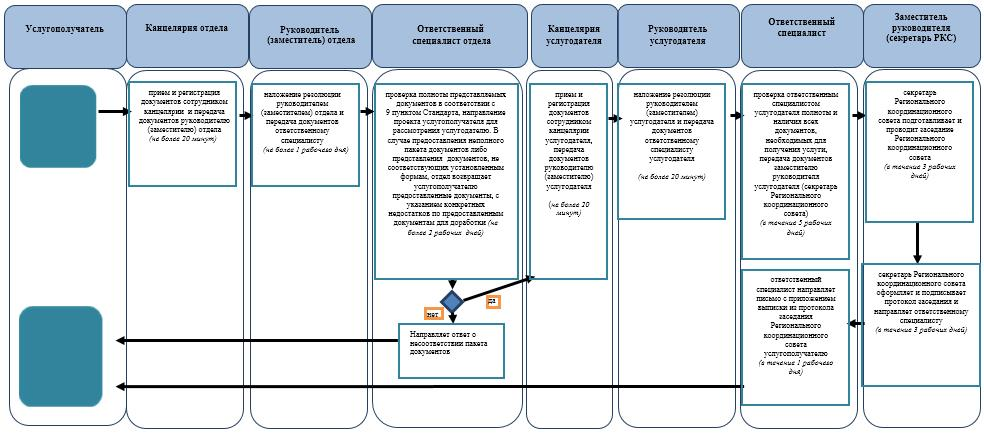 Услугополучатель
Канцелярия отдела
Руководитель
(заместитель) отдела
Ответственный
специалист отдела
Канцелярия
услугодателя
Руководитель
услугодателя
Ответственный
специалист
Заместитель
руководителя
(секретарь РКС)
прием и регистрация
документов сотрудником
канцелярии и передача
документов руководителю
(заместителю) отдела
(не более 20 минут)
наложение резолюции
руководителем
(заместителем) отдела и
передача документов
ответственному
специалисту
(не более 1 рабочего дня)
проверка полноты представляемых
документов в соответствии с
9 пунктом Стандарта, направление
проекта услугополучателя для
рассмотрения услугодателю. В
случае предоставления неполного
пакета документов либо
представления документов, не
соответствующих установленным
формам, отдел возвращает
услугополучателю
предоставленные документы, с
указанием конкретных
недостатков по предоставленным
документам для доработки (не
более 2 рабочих дней)
прием и
регистрация
документов
сотрудником
канцелярии
услугодателя,
передача
документов
руководителю
(заместителю)
услугодателя
(не более 20
минут)
наложение резолюции
руководителем
(заместителем)
услугодателя и передача
документов
ответственному
специалисту
услугодателя
(не более 20 минут)
проверка ответственным
специалистом
услугодателя полноты и
наличия всех
документов,
необходимых для
получения услуги,
передача документов
заместителю
руководителя
услугодателя (секретарь
Регионального
координационного
совета)
(в течение 5 рабочих
дней)
секретарь
Регионального
координационного
совета подготавливает и
проводит заседание
Регионального
координационного
совета
(в течение 3 рабочих
дней)
да
нет
Направляет ответ о
несоответствии пакета
документов
ответственный
специалист направляет
письмо с приложением
выписки из протокола
заседания
Регионального
координационного
совета
услугополучателю
(в течение 1 рабочего
дня)
секретарь Регионального
координационного совета
оформляет и подписывает
протокол заседания и
направляет ответственному
специалисту
(в течение 3 рабочих дней)